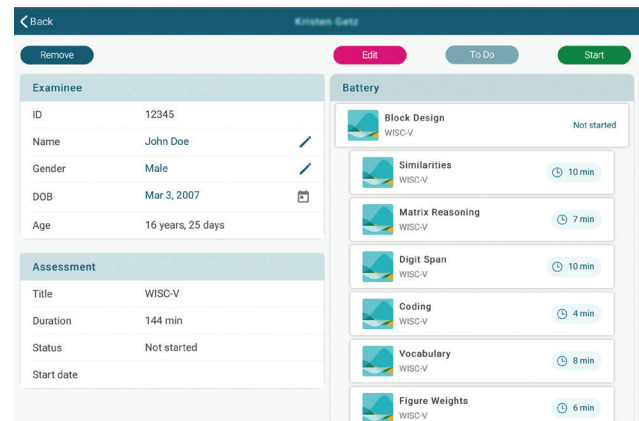 Back
Kristen Getz
Remove
Edit
To Do
Start
Examinee
ID 12345
Name John Doe
Gender Male
DOB Mar 3, 2007
Age 16 years, 25 days
Assessment
Title WISC-V
Duration 144 min
Status Not started
Start date
Battery
Block Design
WISC-V
Not started
Similarities
WISC-V
10 min
Matrix Reasoning
WISC-V
7 min
Digit Span
WISC-V
10 min
Coding
WISC-V
4 min
Vocabulary
WISC-V
8 min
Figure Weights
WISC-V
6 min